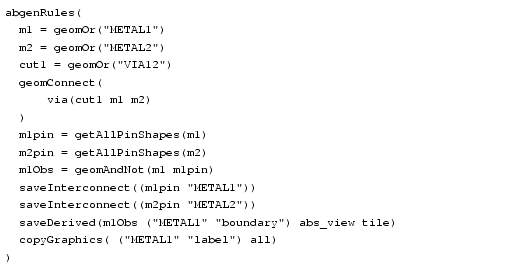 abgenRules(
m1 = geomOr("METAL1")
m2 = geomOr("METAL2")
cut1 = geomOr("VIA12")
geomConnect(
via(cut1 m1 m2)
)
m1pin = getAllPinShapes(m1)
m2pin = getAllPinShapes(m2)
m1Obs = geomAndNot(m1 m1pin)
saveInterconnect((m1pin "METAL1"))
saveInterconnect((m2pin "METAL2"))
saveDerived(m1Obs ("METAL1" "boundary") abs_view tile)
copyGraphics( ("METAL1" "label") all)
)